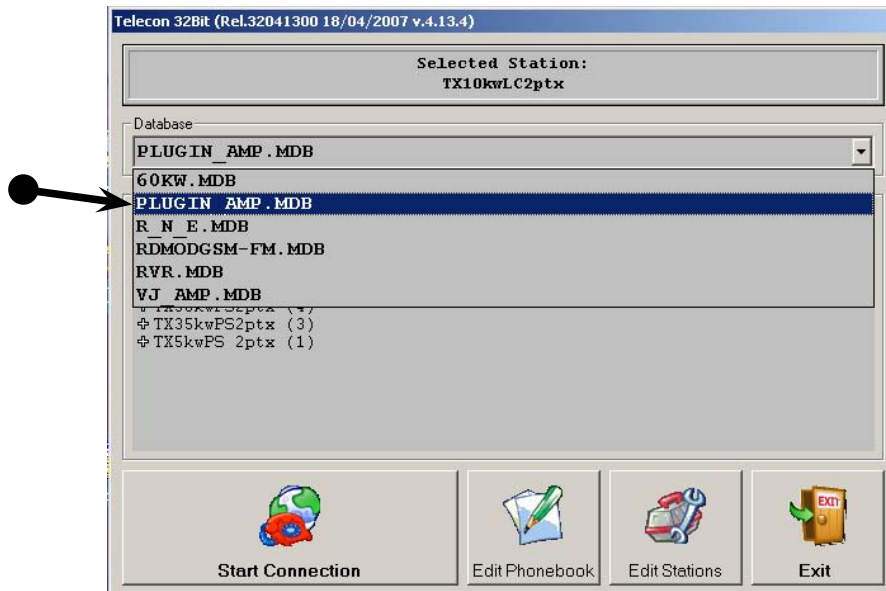 Telecon 32Bit (Rel.32041300 18/04/2007 v.4.13.4)
Selected Station:
TX10kwLC2ptx
Database
PLUGIN_AMP.MDB
60KW.MDB
PLUGIN_AMP.MDB
R_N_E.MDB
RDMODGSM-FM.MDB
RVR.MDB
VJ_AMP.MDB
TX35kwPS2ptx (3)
TX5kwPS 2ptx (1)
EXIT
Start Connection
Edit Phonebook
Edit Stations
Exit